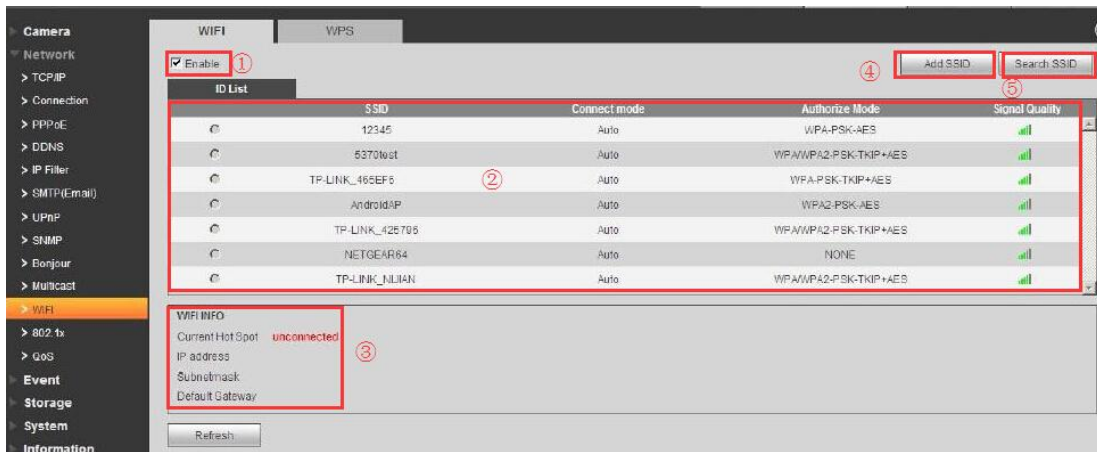 Camera
Network
> TCP/IP
> Connection
> PPPoE
> DDNS
> IP Filter
> SMTP(Email)
> UPnP
> SNMP
> Bonjour
> Multicast
> WIFI
> 802.1x
> QoS
Event
Storage
System
Information
WIFI WPS
Enable ① ④ Add SSID Search SSID
⑤
ID List
SSID Connect mode Authorize Mode Signal Quality
12345 Auto WPA-PSK-AES
5370test Auto WPA/WPA2-PSK-TKIP+AES
TP-LINK_465EF6 ② Auto WPA-PSK-TKIP+AES
AndroidAP Auto WPA2-PSK-AES
TP-LINK_425796 Auto WPA/WPA2-PSK-TKIP+AES
NETGEAR64 Auto NONE
TP-LINK_NIJIAN Auto WPA/WPA2-PSK-TKIP+AES
WIFI INFO
Current Hot Spot unconnected
IP address ③
Subnetmask
Default Gateway
Refresh